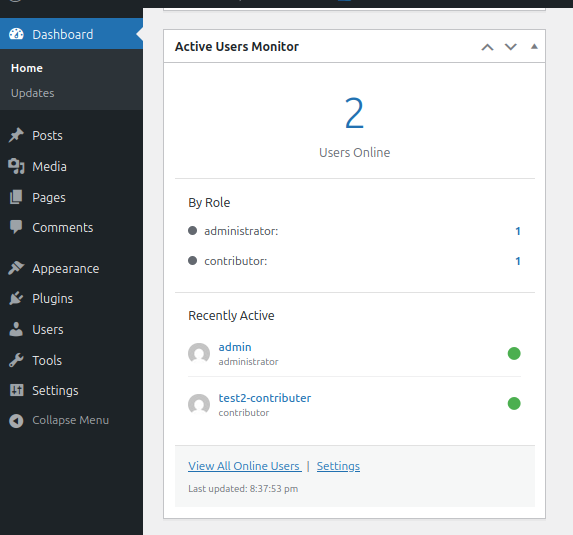 Dashboard
Home
Updates
Posts
Media
Pages
Comments
Appearance
Plugins
Users
Tools
Settings
Collapse Menu
Active Users Monitor
2
Users Online
By Role
administrator: 1
contributor: 1
Recently Active
admin
administrator
test2-contributer
contributor
View All Online Users | Settings
Last updated: 8:37:53 pm